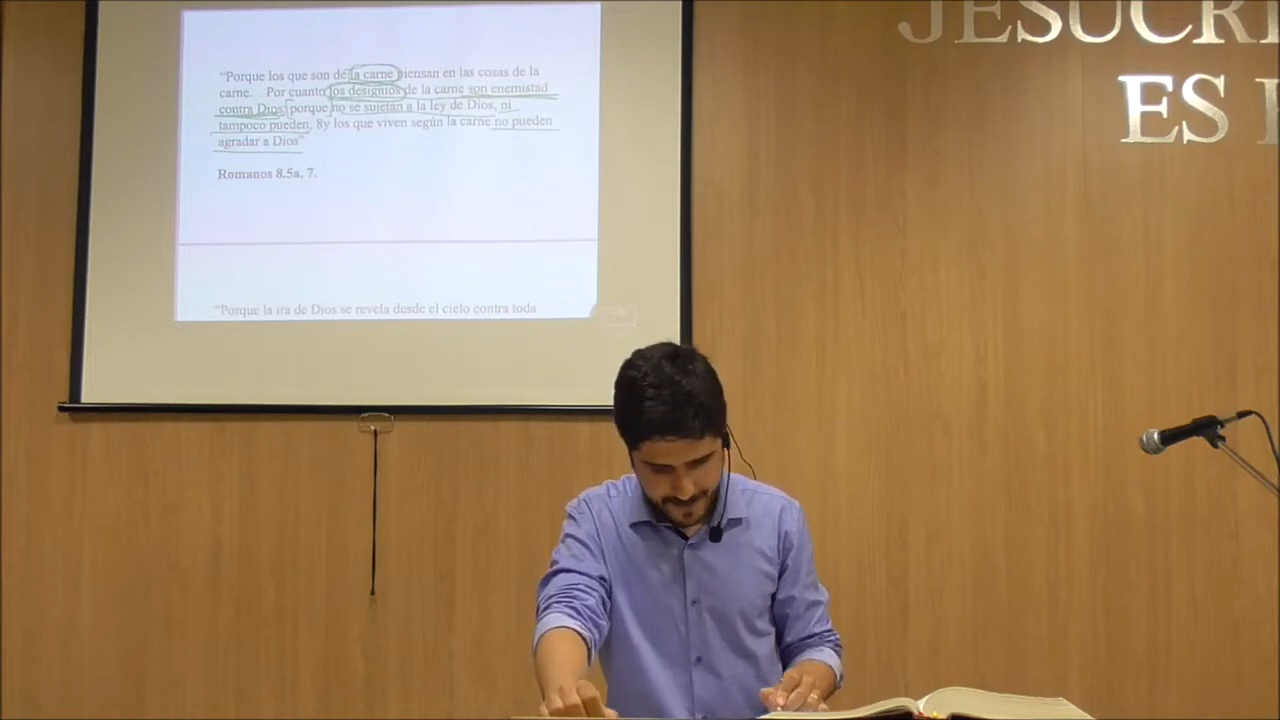 “Porque los que son de la carne piensan en las cosas de la
carne. Por cuanto los designios de la carne son enemistad
contra Dios; porque no se sujetan a la ley de Dios, ni
tampoco pueden; 8y los que viven según la carne no pueden
agradar a Dios”
Romanos 8.5a, 7.
“Porque la ira de Dios se revela desde el cielo contra toda
JESUCRI
ES